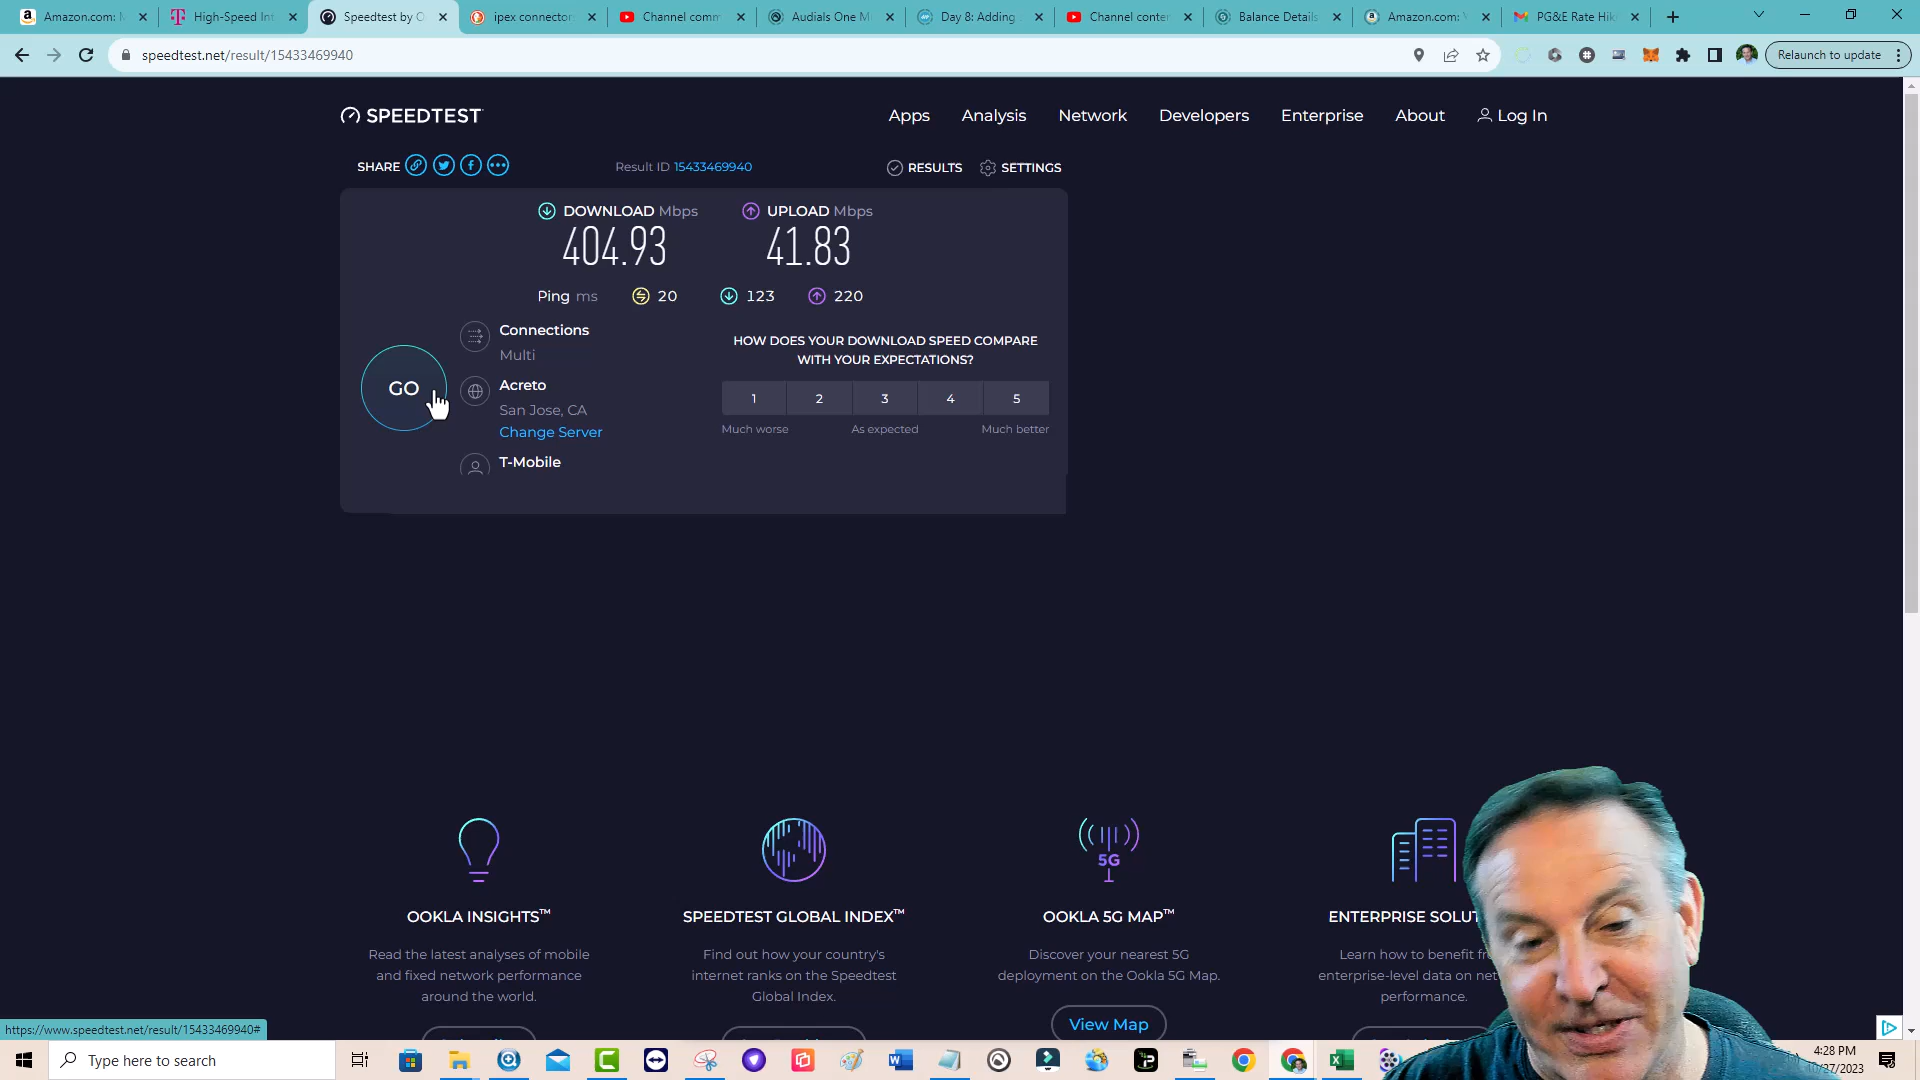 Amazon.com: M
High-Speed Int
Speedtest by O
ipex connector
Channel comm
Audials One M
Day 8: Adding
Channel conte
Balance Details
Amazon.com: Y
PG&E Rate Hik
speedtest.net/result/15433469940
Relaunch to update
SPEEDTEST
Apps
Analysis
Network
Developers
Enterprise
About
Log In
SHARE
Result ID 15433469940
RESULTS
SETTINGS
DOWNLOAD Mbps
404.93
UPLOAD Mbps
41.83
Ping ms
20
123
220
GO
Connections
Multi
Acreto
San Jose, CA
Change Server
T-Mobile
HOW DOES YOUR DOWNLOAD SPEED COMPARE
WITH YOUR EXPECTATIONS?
1
2
3
4
5
Much worse
As expected
Much better
OOKLA INSIGHTS™
Read the latest analyses of mobile
and fixed network performance
around the world.
SPEEDTEST GLOBAL INDEX™
Find out how your country's
internet ranks on the Speedtest
Global Index.
5G
OOKLA 5G MAP™
Discover your nearest 5G
deployment on the Ookla 5G Map.
View Map
ENTERPRISE SOLU
Learn how to benefit fr
enterprise-level data on net
performance.
https://www.speedtest.net/result/15433469940#
Type here to search
4:28 PM
10/27/2023